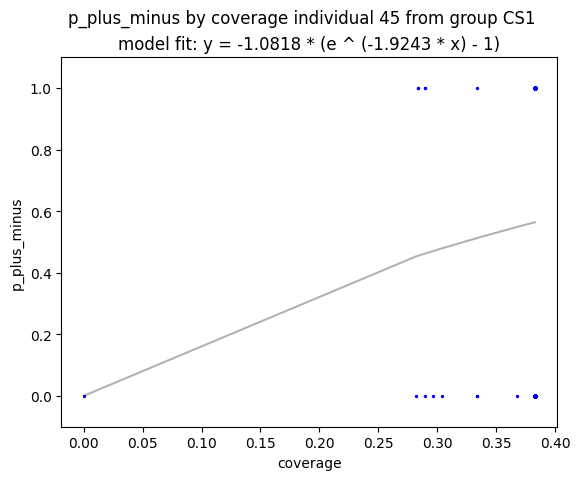 p_plus_minus by coverage individual 45 from group CS1
model fit: y = -1.0818 * (e ^ (-1.9243 * x) - 1)
1.0
0.8
0.6
0.4
0.2
0.0
p_plus_minus
0.00 0.05 0.10 0.15 0.20 0.25 0.30 0.35 0.40
coverage